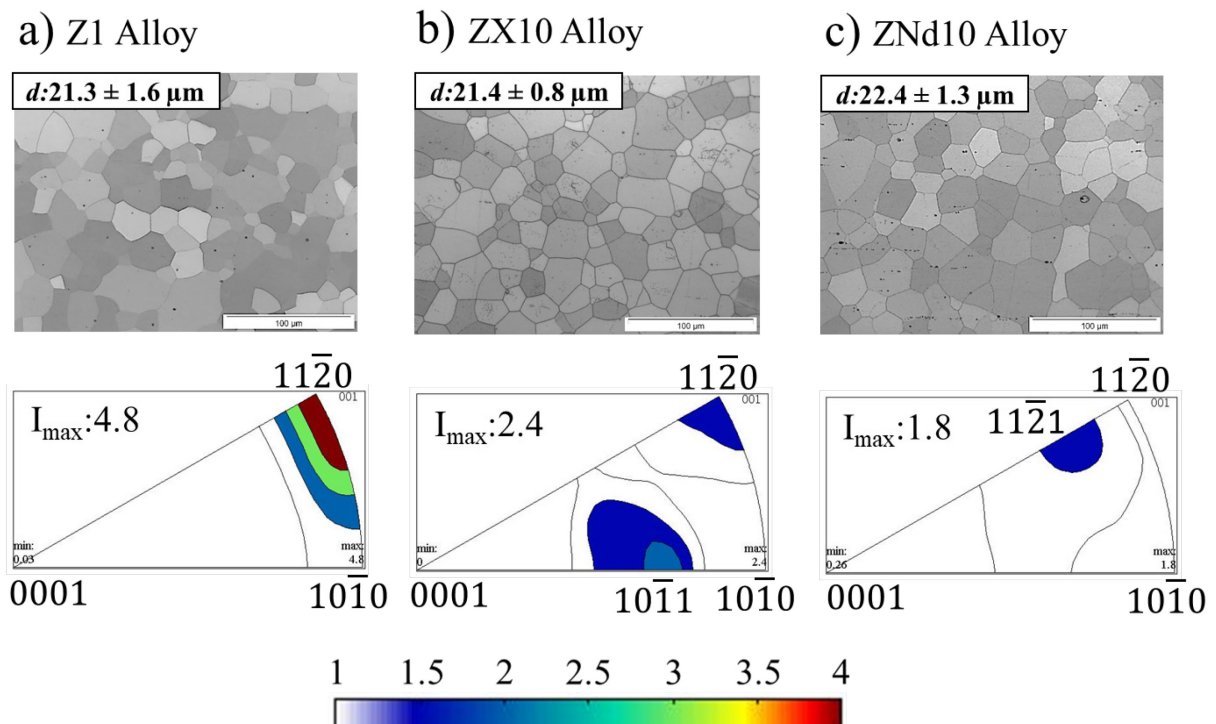 a) Z1 Alloy
b) ZX10 Alloy
c) ZNd10 Alloy
d:21.3 ± 1.6 μm
d:21.4 ± 0.8 μm
d:22.4 ± 1.3 μm
100 μm
100 μm
100 μm
112̅0
112̅0
112̅0
001
001
001
Imax:4.8
Imax:2.4
Imax:1.8
112̅1
min:
0.03
max:
4.8
min:
0
max:
2.4
min:
0.26
max:
1.8
0001
101̅0
0001
101̅1
101̅0
0001
101̅0
1 1.5 2 2.5 3 3.5 4